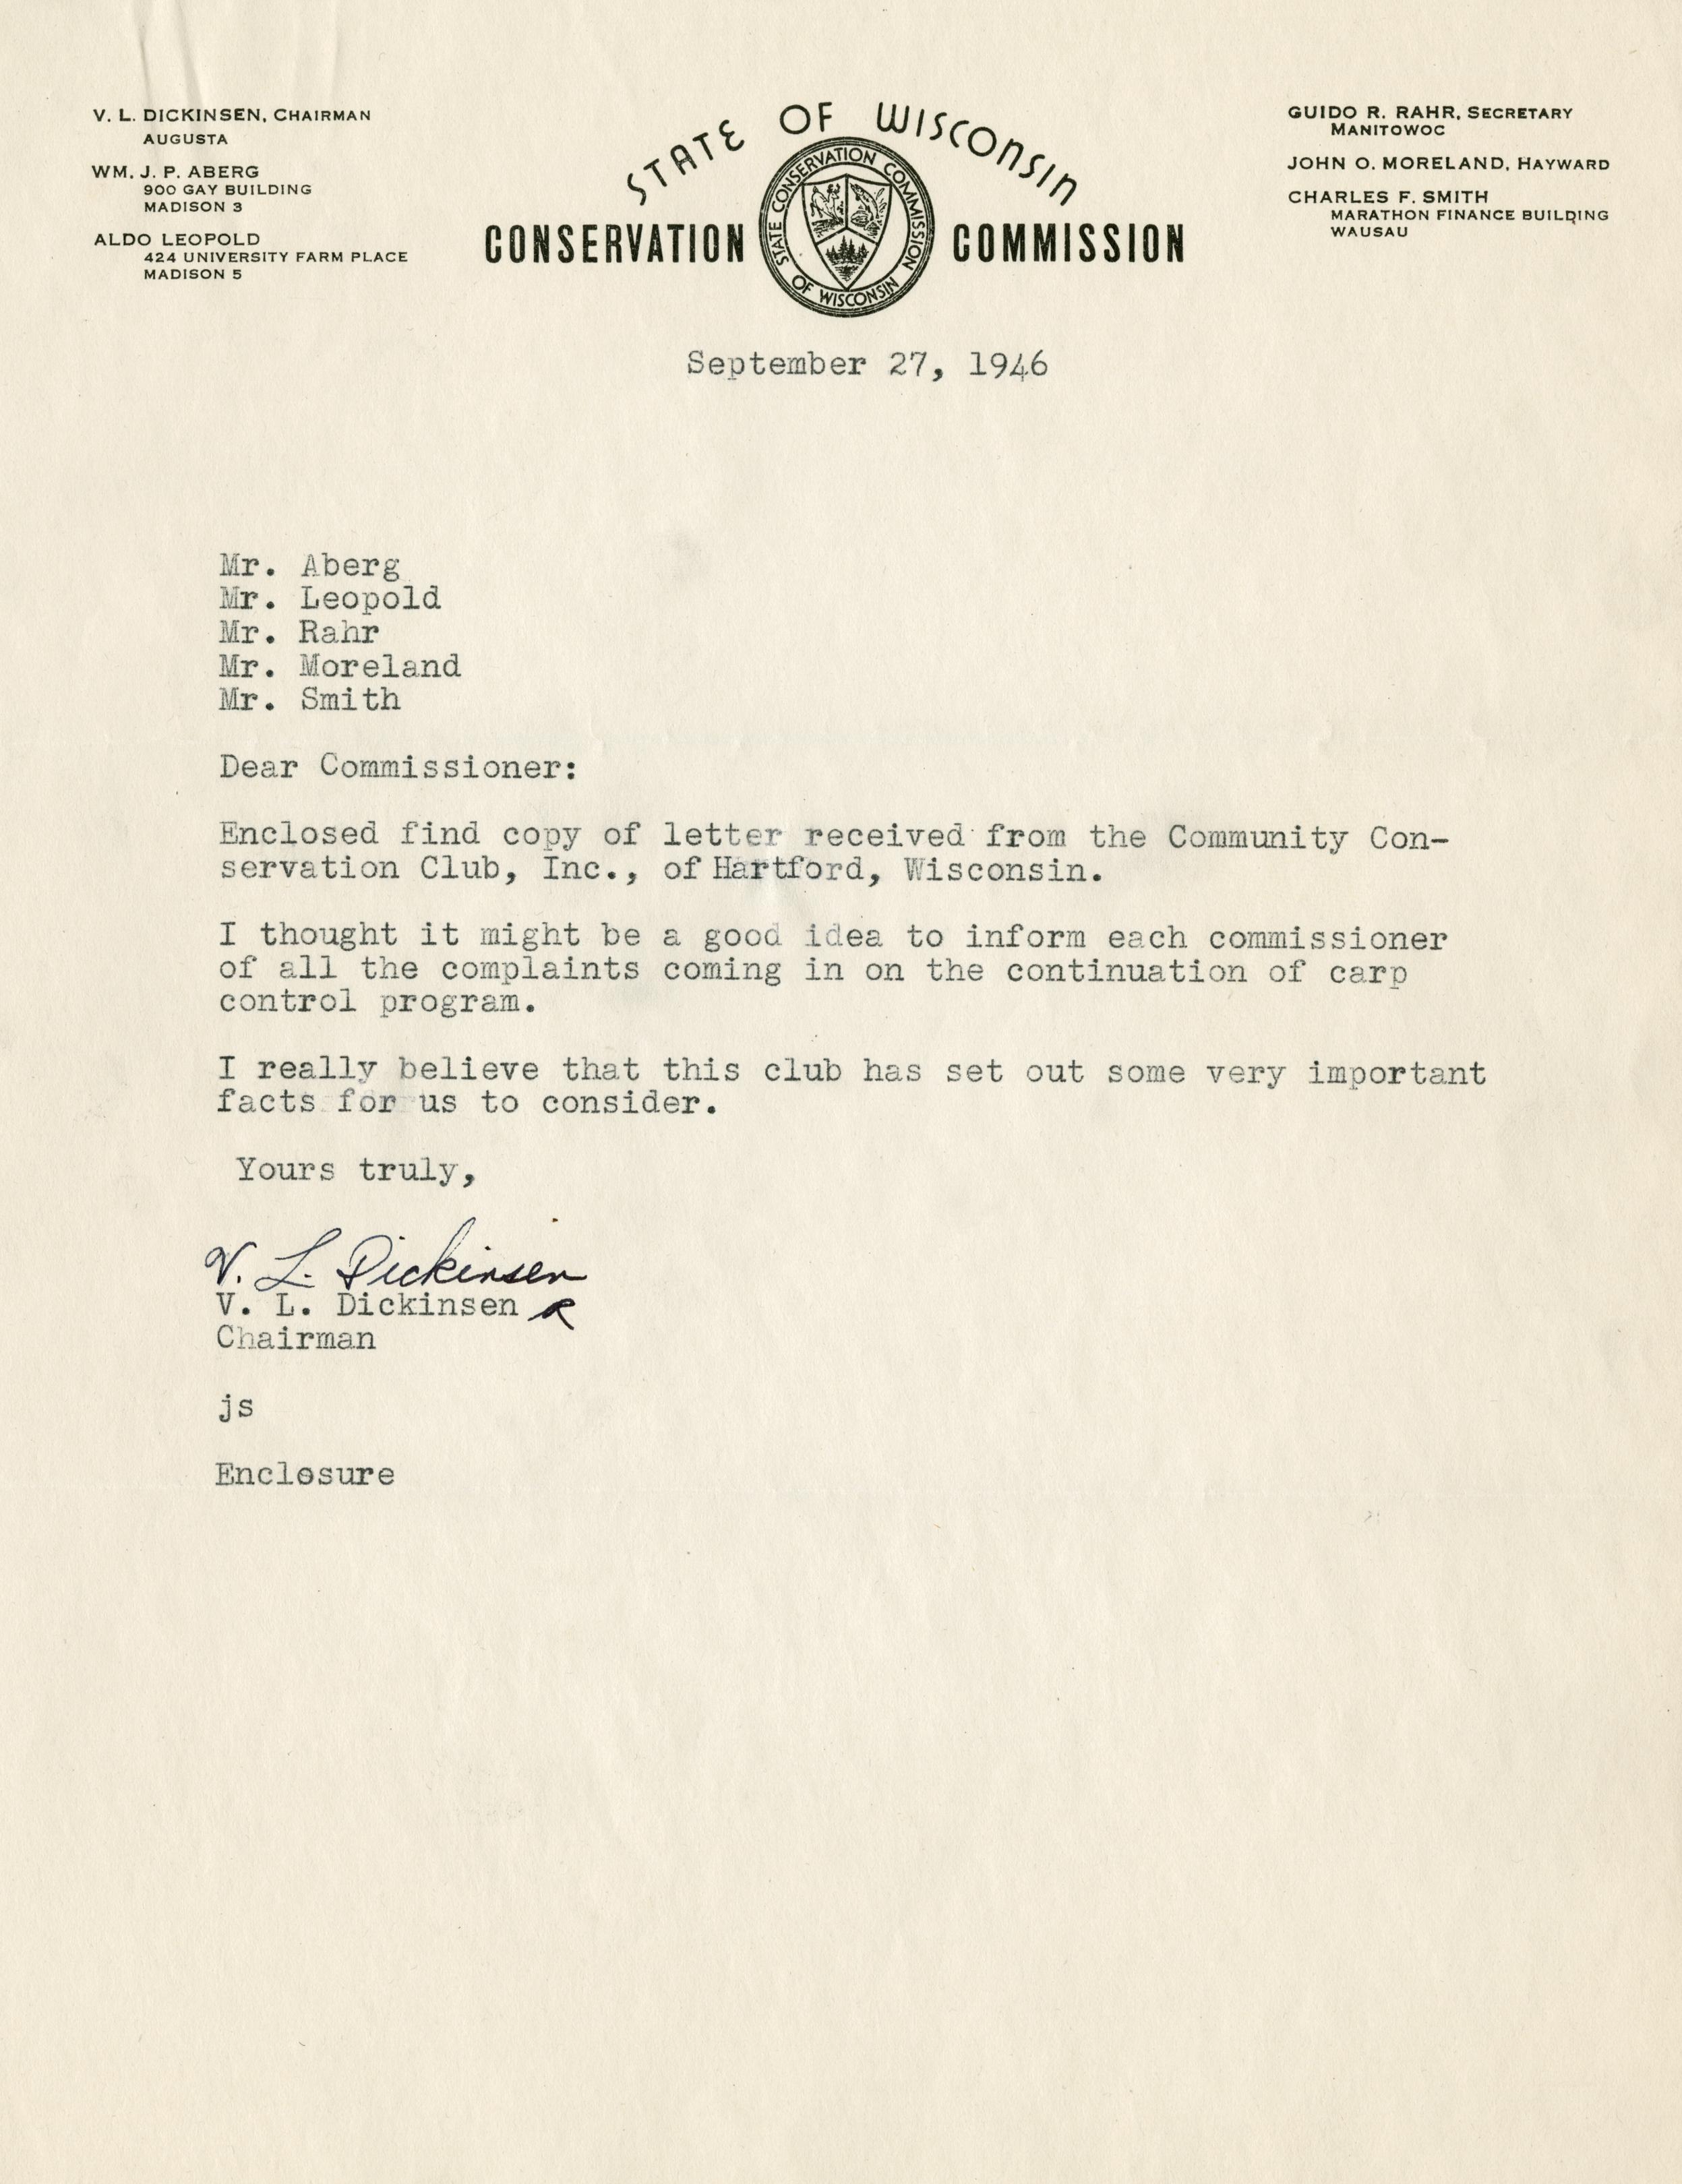 V. L. DICKINSEN, CHAIRMAN
AUGUSTA
WM. J. P. ABERG
900 GAY BUILDING
MADISON 3
ALDO LEOPOLD
424 UNIVERSITY FARM PLACE
MADISON 5
STATE OF WISCONSIN
CONSERVATION COMMISSION
STATE CONSERVATION COMMISSION
OF WISCONSIN
GUIDO R. RAHR, SECRETARY
MANITOWOC
JOHN O. MORELAND, HAYWARD
CHARLES F. SMITH
MARATHON FINANCE BUILDING
WAUSAU
September 27, 1946
Mr. Aberg
Mr. Leopold
Mr. Rahr
Mr. Moreland
Mr. Smith
Dear Commissioner:
Enclosed find copy of letter received from the Community Con-
servation Club, Inc., of Hartford, Wisconsin.
I thought it might be a good idea to inform each commissioner
of all the complaints coming in on the continuation of carp
control program.
I really believe that this club has set out some very important
facts for us to consider.
Yours truly,
V. L. Dickinsen
V. L. Dickinsen R
Chairman
js
Enclosure